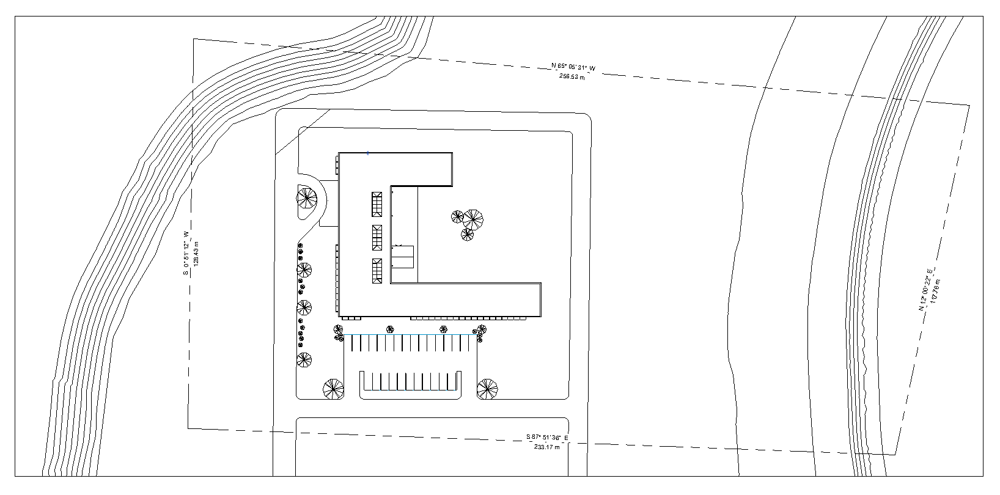 N 85° 05' 21" W
256.53 m
S 0° 51' 12" W
128.43 m
N 12° 00' 22" E
117.76 m
S 87° 51' 36" E
233.17 m